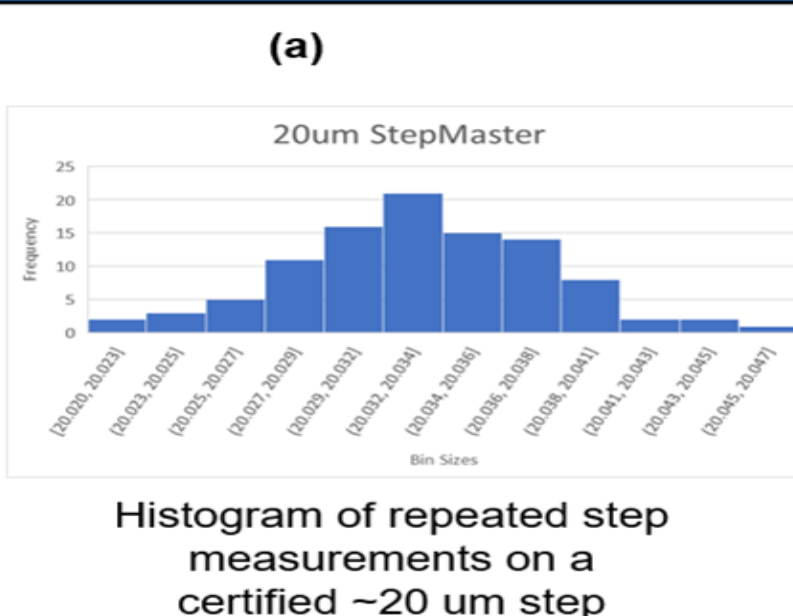 (a)
20um StepMaster
25
20
15
10
5
0
Frequency
[20.020, 20.023]
(20.023, 20.025]
(20.025, 20.027]
(20.027, 20.029]
(20.029, 20.032]
(20.032, 20.034]
(20.034, 20.036]
(20.036, 20.038]
(20.038, 20.041]
(20.041, 20.043]
(20.043, 20.045]
(20.045, 20.047]
Bin Sizes
Histogram of repeated step
measurements on a
certified ~20 um step